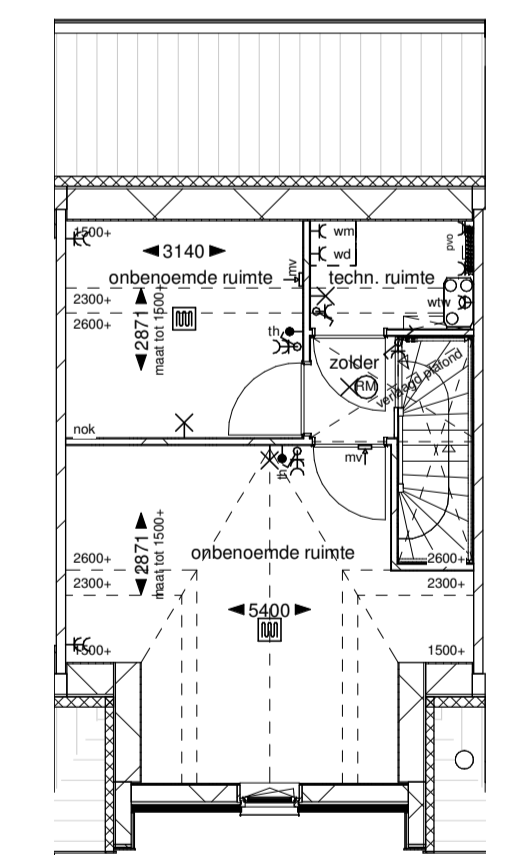 1500+
wm
pvo
3140
mv
wd
onbenoemde ruimte
techn. ruimte
2300+
wtw
2600+
2871
maat tot 1500+
th
zolder
RM
verlaagd plafond
nok
mv
th
onbenoemde ruimte
2600+
2600+
2871
maat tot 1500+
2300+
2300+
5400
1500+
1500+